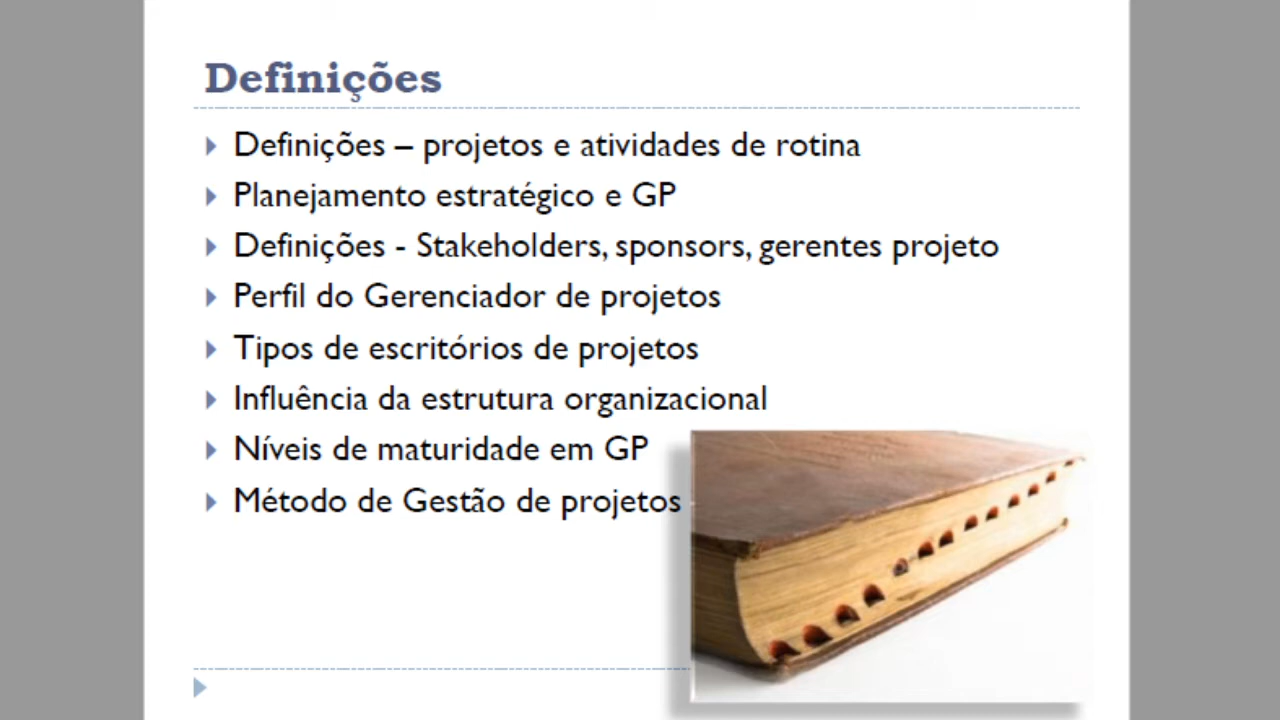 Definições
Definições – projetos e atividades de rotina
Planejamento estratégico e GP
Definições - Stakeholders, sponsors, gerentes projeto
Perfil do Gerenciador de projetos
Tipos de escritórios de projetos
Influência da estrutura organizacional
Níveis de maturidade em GP
Método de Gestão de projetos